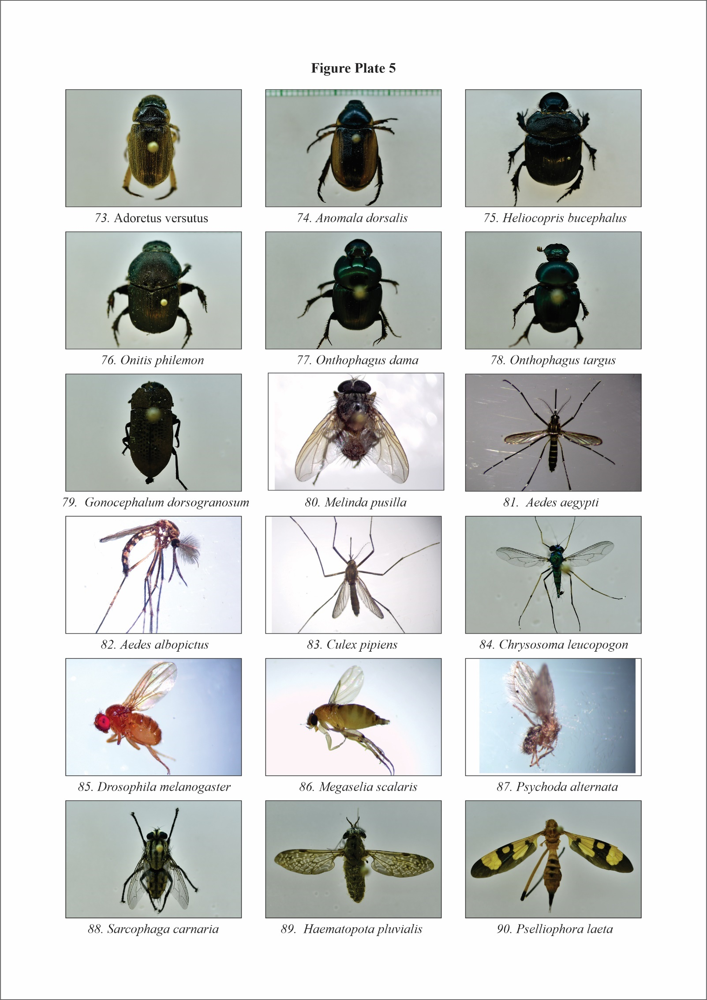 Figure Plate 5
73. Adoretus versutus
74. Anomala dorsalis
75. Heliocopris bucephalus
76. Onitis philemon
77. Onthophagus dama
78. Onthophagus targus
79. Gonocephalum dorsogranosum
80. Melinda pusilla
81. Aedes aegypti
82. Aedes albopictus
83. Culex pipiens
84. Chrysosoma leucopogon
85. Drosophila melanogaster
86. Megaselia scalaris
87. Psychoda alternata
88. Sarcophaga carnaria
89. Haematopota pluvialis
90. Pselliophora laeta